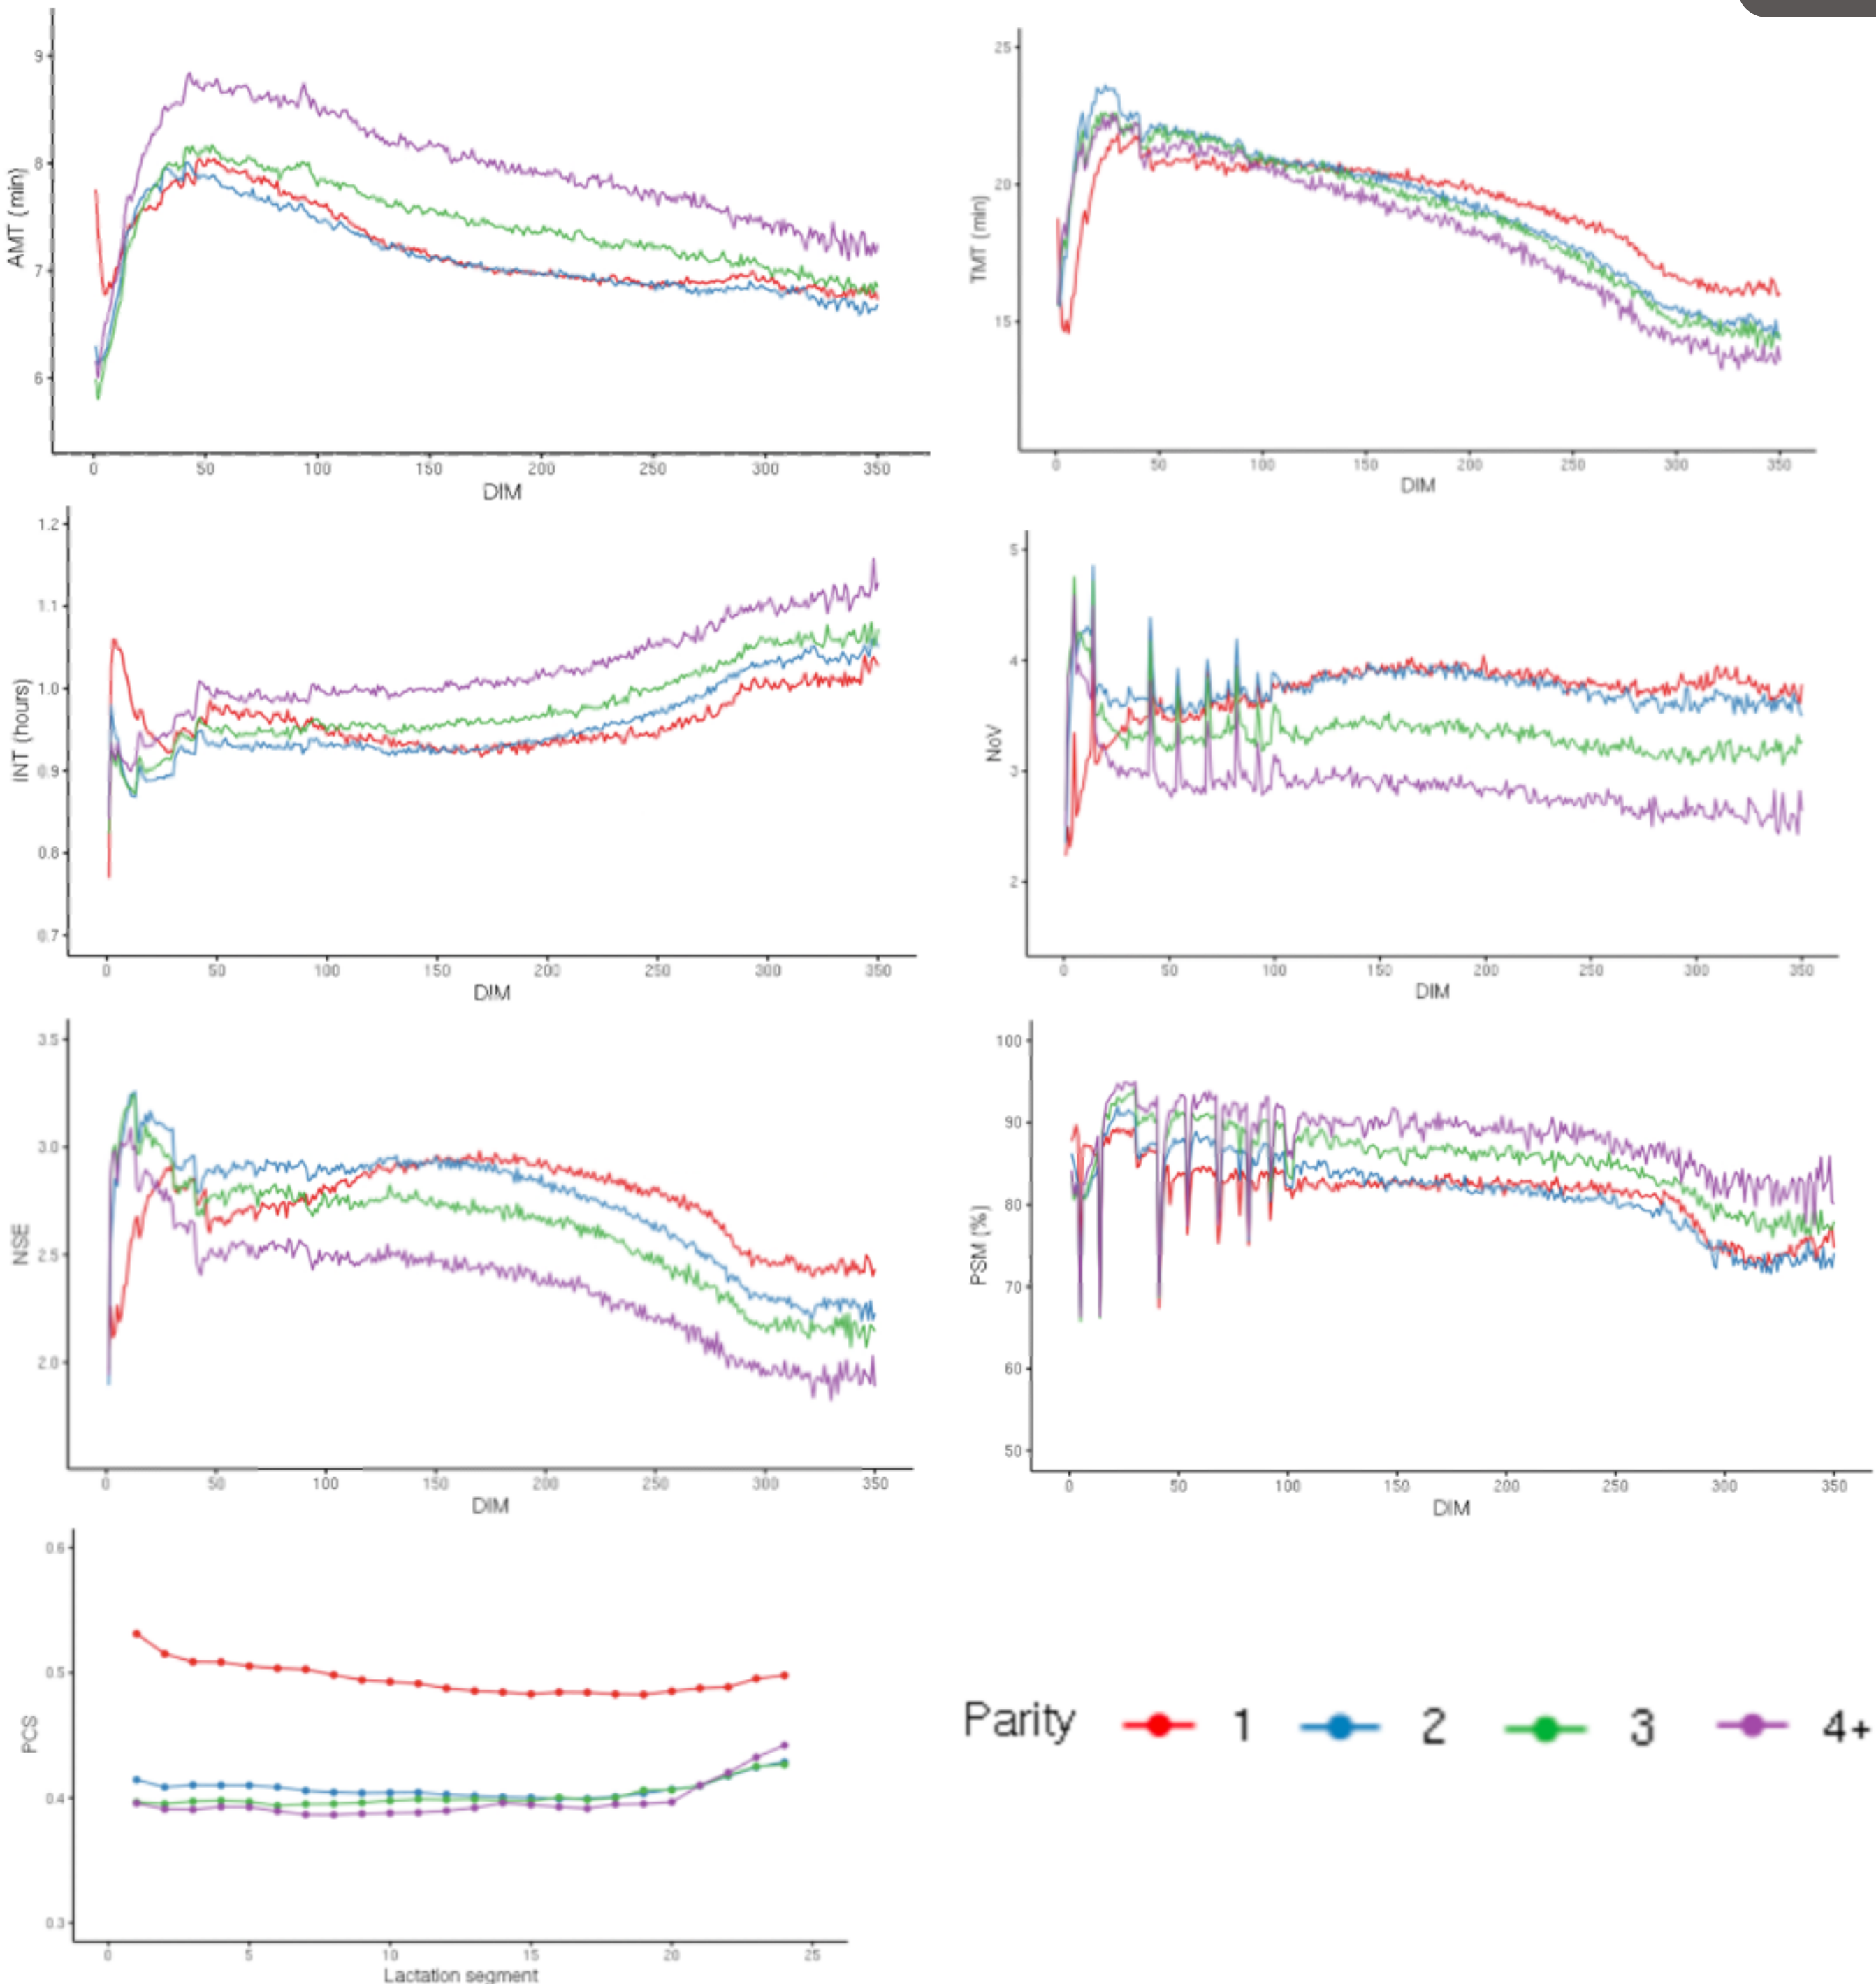 9
8
7
6
AMT (min)
0 50 100 150 200 250 300 350
DIM
25
20
15
TMT (min)
0 50 100 150 200 250 300 350
DIM
1.2
1.1
1.0
0.9
0.8
0.7
INT (hours)
0 50 100 150 200 250 300 350
DIM
5
4
3
2
NoV
0 50 100 150 200 250 300 350
DIM
3.5
3.0
2.5
2.0
NSE
0 50 100 150 200 250 300 350
DIM
100
90
80
70
60
50
PSM (%)
0 50 100 150 200 250 300 350
DIM
0.6
0.5
0.4
0.3
PCS
0 5 10 15 20 25
Lactation segment
Parity 1 2 3 4+